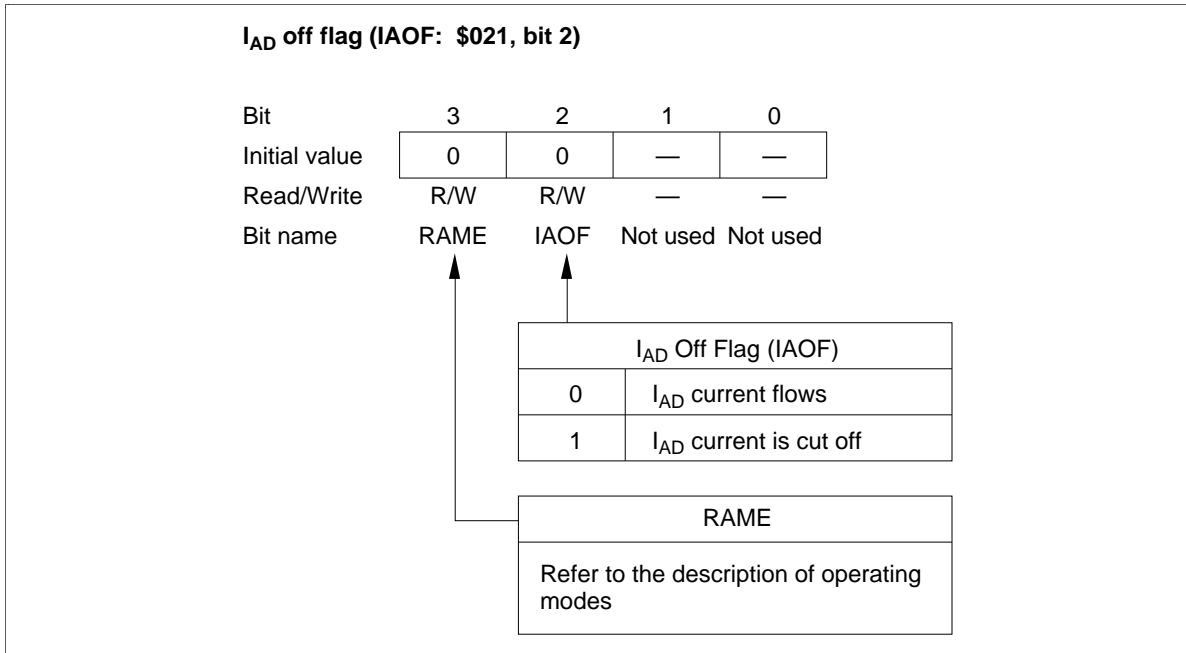 IAD off flag (IAOF: $021, bit 2)
Bit 3 2 1 0
Initial value 0 0 — —
Read/Write R/W R/W — —
Bit name RAME IAOF Not used Not used
IAD Off Flag (IAOF)
0 IAD current flows
1 IAD current is cut off
RAME
Refer to the description of operating
modes